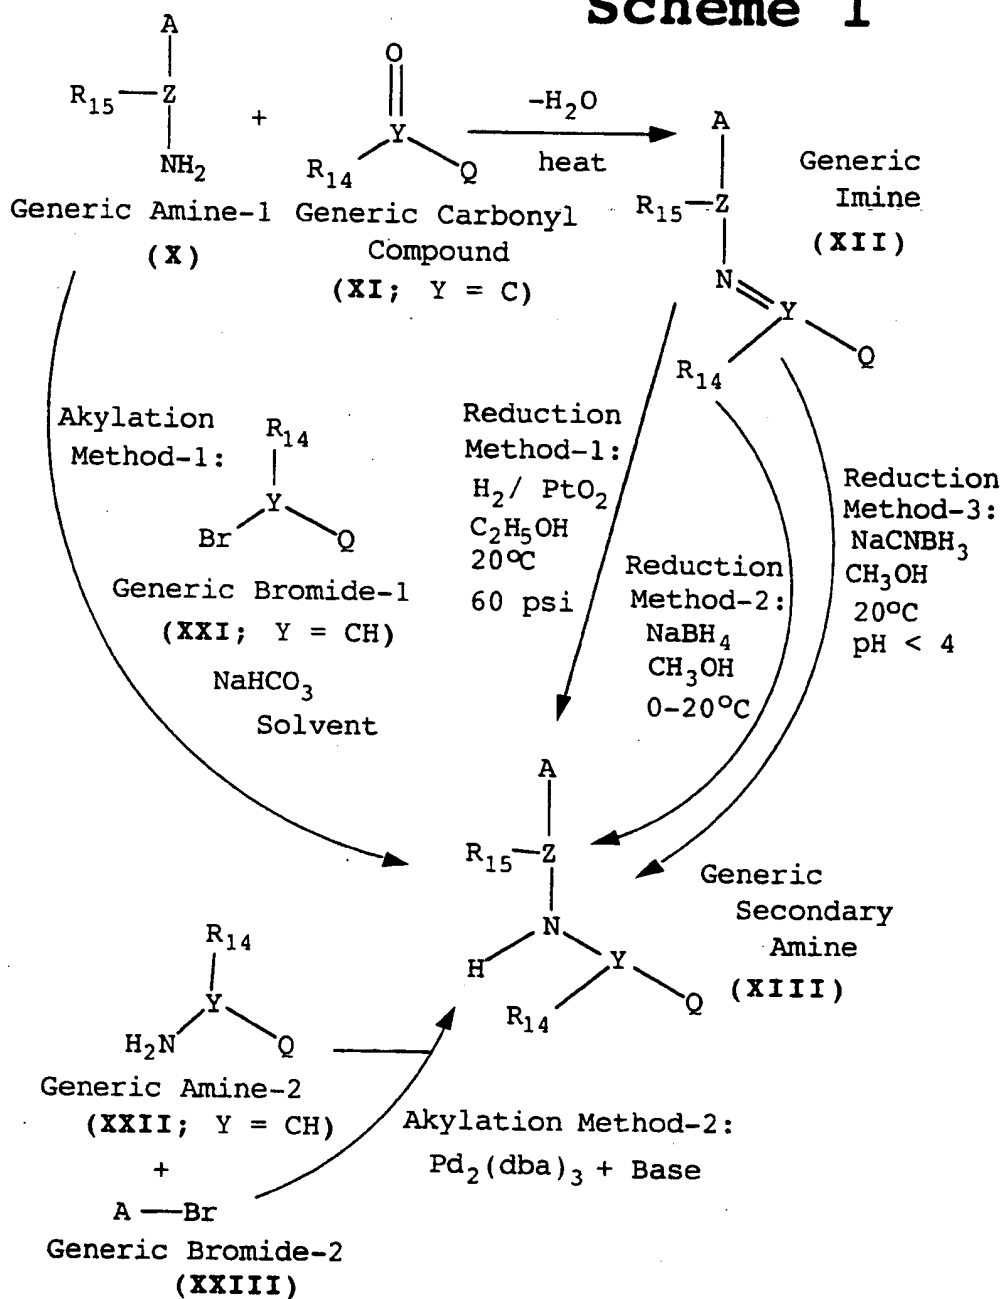 Scheme 1
A
R15—Z
NH2
Generic Amine-1
(X)
+
O
Y
R14
Q
Generic Carbonyl
Compound
(XI; Y = C)
-H2O
heat
A
R15—Z
N
Y
Q
R14
Generic
Imine
(XII)
Akylation
Method-1:
R14
Y
Br
Q
Generic Bromide-1
(XXI; Y = CH)
NaHCO3
Solvent
Reduction
Method-1:
H2/ PtO2
C2H5OH
20°C
60 psi
Reduction
Method-2:
NaBH4
CH3OH
0-20°C
Reduction
Method-3:
NaCNBH3
CH3OH
20°C
pH < 4
A
R15—Z
N
H
Y
R14
Q
Generic
Secondary
Amine
(XIII)
R14
Y
H2N
Q
Generic Amine-2
(XXII; Y = CH)
+
A—Br
Generic Bromide-2
(XXIII)
Akylation Method-2:
Pd2(dba)3 + Base